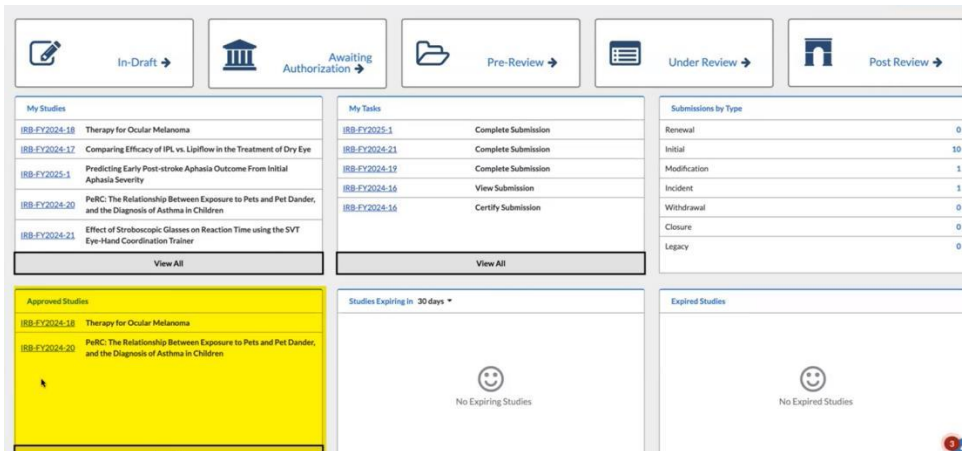 In-Draft →
Awaiting
Authorization →
Pre-Review →
Under Review →
Post Review →
My Studies
IRB-FY2024-18 Therapy for Ocular Melanoma
IRB-FY2024-17 Comparing Efficacy of IPL vs. Lipiflow in the Treatment of Dry Eye
IRB-FY2025-1 Predicting Early Post-stroke Aphasia Outcome From Initial
Aphasia Severity
IRB-FY2024-20 PeRC: The Relationship Between Exposure to Pets and Pet Dander,
and the Diagnosis of Asthma in Children
IRB-FY2024-21 Effect of Stroboscopic Glasses on Reaction Time using the SVT
Eye-Hand Coordination Trainer
View All
My Tasks
IRB-FY2025-1 Complete Submission
IRB-FY2024-21 Complete Submission
IRB-FY2024-19 Complete Submission
IRB-FY2024-16 View Submission
IRB-FY2024-16 Certify Submission
View All
Submissions by Type
Renewal 0
Initial 10
Modification 1
Incident 1
Withdrawal 0
Closure 0
Legacy 0
Approved Studies
IRB-FY2024-18 Therapy for Ocular Melanoma
IRB-FY2024-20 PeRC: The Relationship Between Exposure to Pets and Pet Dander,
and the Diagnosis of Asthma in Children
Studies Expiring in 30 days
No Expiring Studies
Expired Studies
No Expired Studies
3